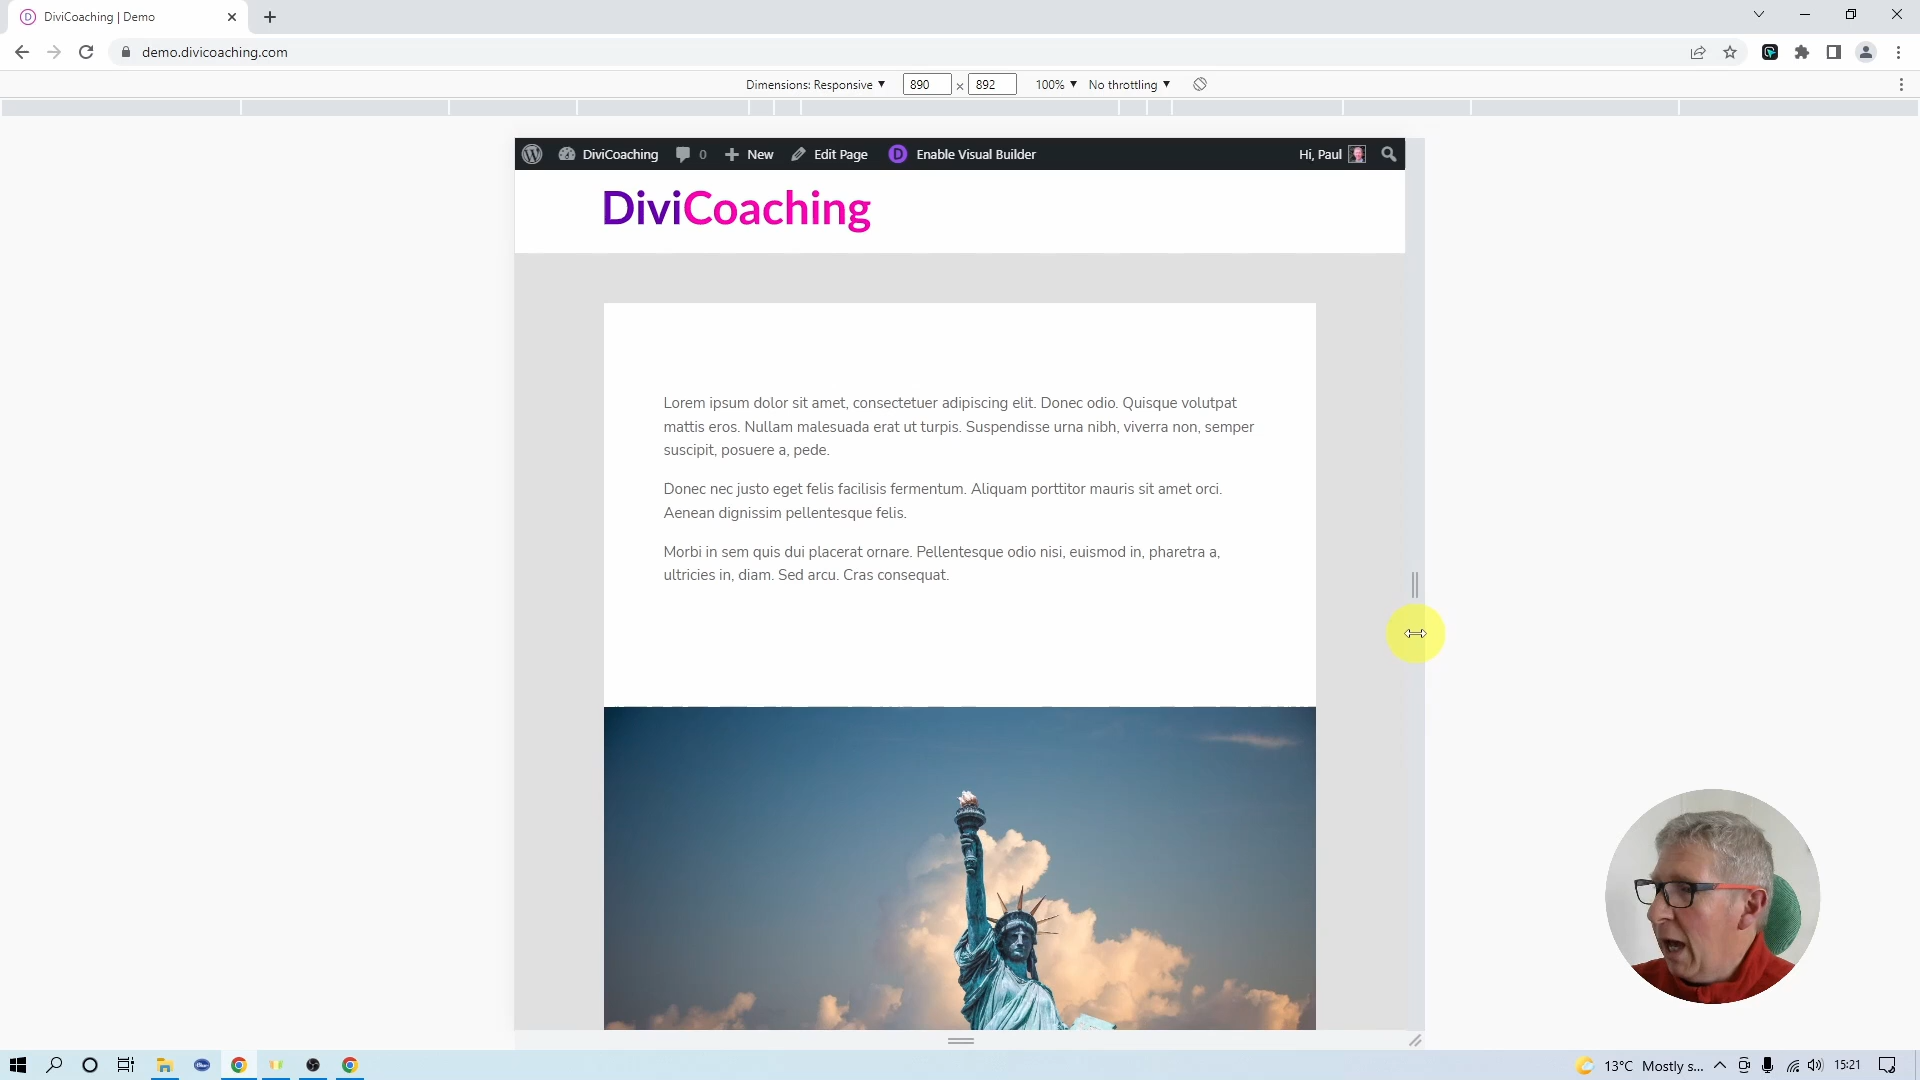 DiviCoaching | Demo
demo.divicoaching.com
Dimensions: Responsive 890 × 892 100% No throttling
DiviCoaching 0 New Edit Page Enable Visual Builder Hi, Paul
DiviCoaching
Lorem ipsum dolor sit amet, consectetuer adipiscing elit. Donec odio. Quisque volutpat
mattis eros. Nullam malesuada erat ut turpis. Suspendisse urna nibh, viverra non, semper
suscipit, posuere a, pede.
Donec nec justo eget felis facilisis fermentum. Aliquam porttitor mauris sit amet orci.
Aenean dignissim pellentesque felis.
Morbi in sem quis dui placerat ornare. Pellentesque odio nisi, euismod in, pharetra a,
ultricies in, diam. Sed arcu. Cras consequat.
13°C Mostly s... 15:21